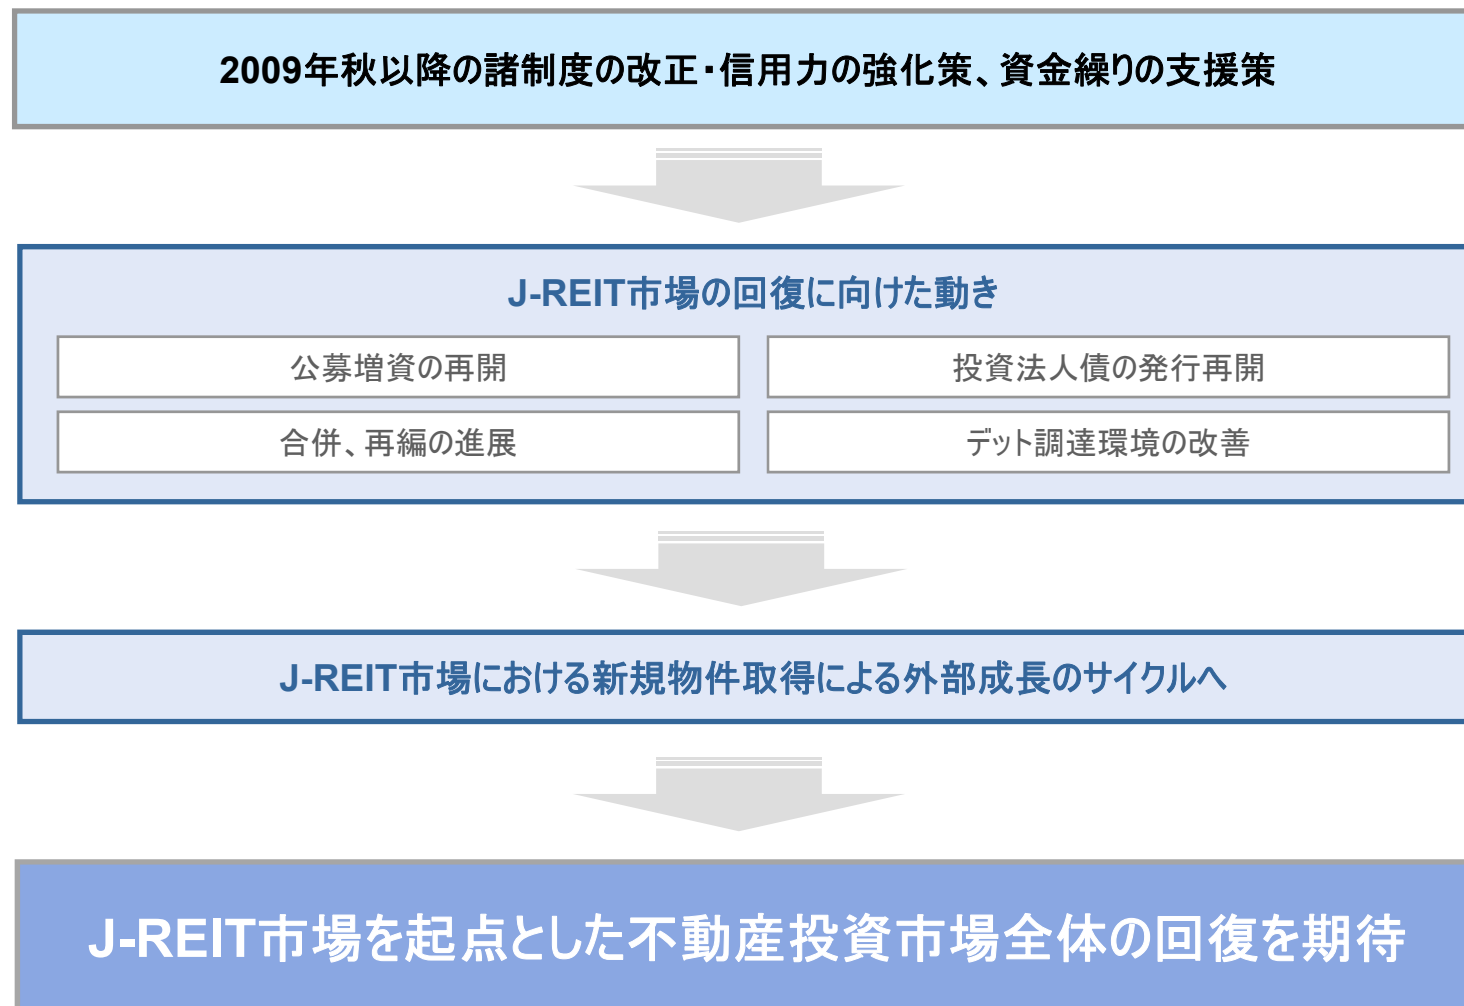 2009年秋以降の諸制度の改正・信用力の強化策、資金繰りの支援策
J-REIT市場の回復に向けた動き
公募増資の再開
投資法人債の発行再開
合併、再編の進展
デット調達環境の改善
J-REIT市場における新規物件取得による外部成長のサイクルへ
J-REIT市場を起点とした不動産投資市場全体の回復を期待